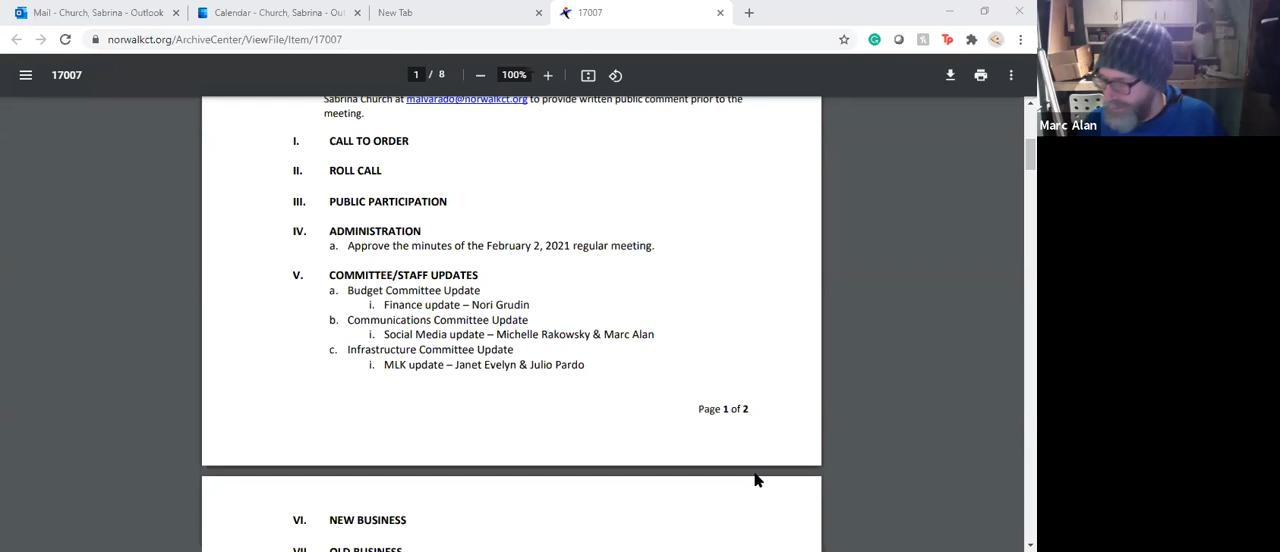 Mail - Church, Sabrina - Outlook
Calendar - Church, Sabrina - Out
New Tab
17007
norwalkct.org/ArchiveCenter/ViewFile/Item/17007
17007
1 / 8
100%
Marc Alan
Sabrina Church at malvarado@norwalkct.org to provide written public comment prior to the
meeting.
I. CALL TO ORDER
II. ROLL CALL
III. PUBLIC PARTICIPATION
IV. ADMINISTRATION
a. Approve the minutes of the February 2, 2021 regular meeting.
V. COMMITTEE/STAFF UPDATES
a. Budget Committee Update
i. Finance update – Nori Grudin
b. Communications Committee Update
i. Social Media update – Michelle Rakowsky & Marc Alan
c. Infrastructure Committee Update
i. MLK update – Janet Evelyn & Julio Pardo
Page 1 of 2
VI. NEW BUSINESS
VII. OLD BUSINESS